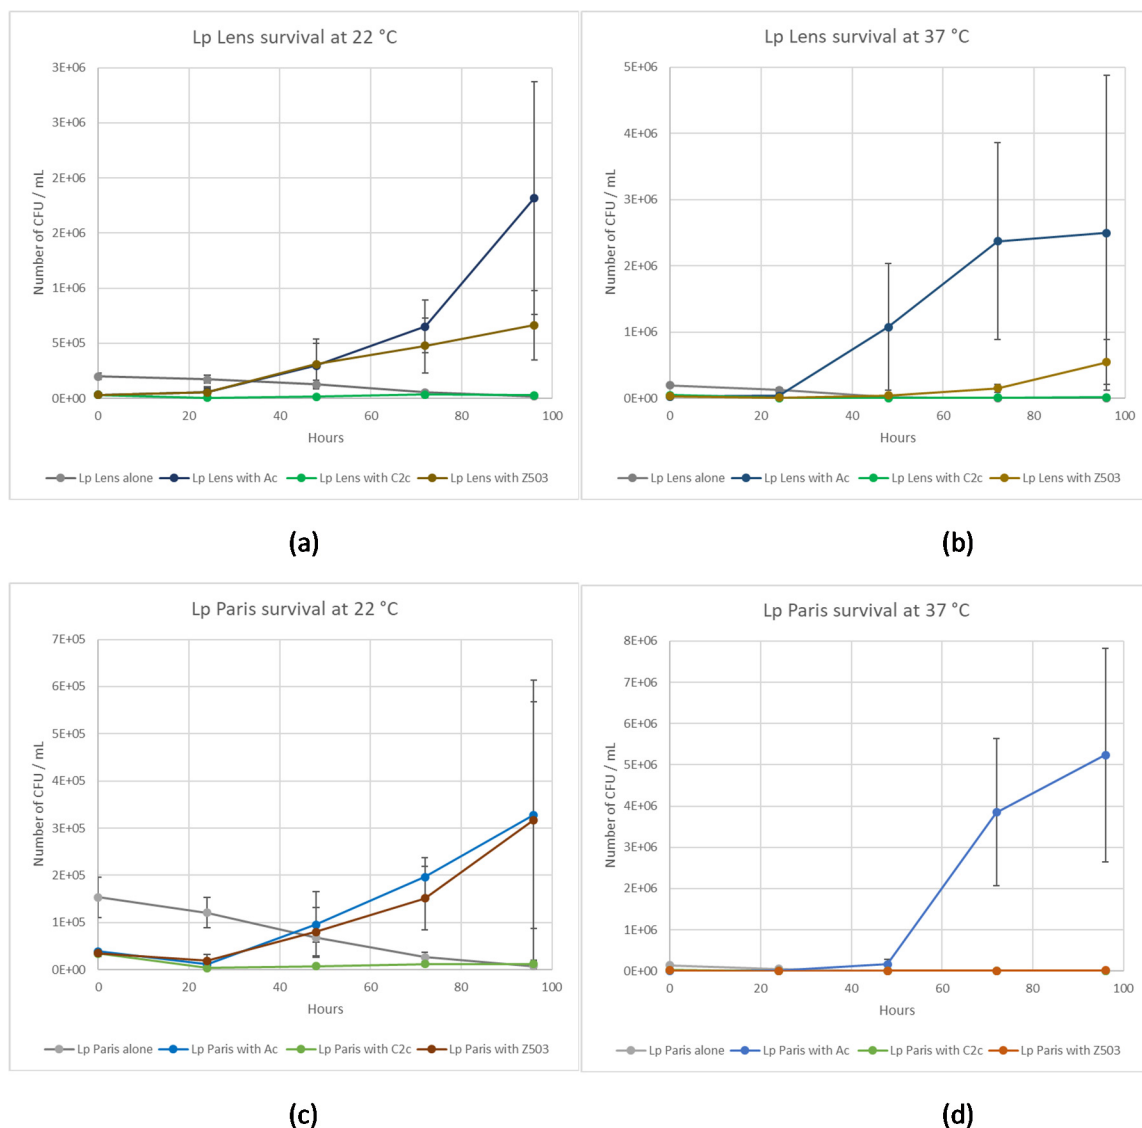 Lp Lens survival at 22 °C
3E+06
3E+06
2E+06
2E+06
1E+06
5E+05
0E+00
Number of CFU / mL
0 20 40 60 80 100
Hours
Lp Lens alone Lp Lens with Ac Lp Lens with C2c Lp Lens with Z503
(a)
Lp Lens survival at 37 °C
5E+06
4E+06
3E+06
2E+06
1E+06
0E+00
Number of CFU / mL
0 20 40 60 80 100
Hours
Lp Lens alone Lp Lens with Ac Lp Lens with C2c Lp Lens with Z503
(b)
Lp Paris survival at 22 °C
7E+05
6E+05
5E+05
4E+05
3E+05
2E+05
1E+05
0E+00
Number of CFU / mL
0 20 40 60 80 100
Hours
Lp Paris alone Lp Paris with Ac Lp Paris with C2c Lp Paris with Z503
(c)
Lp Paris survival at 37 °C
8E+06
7E+06
6E+06
5E+06
4E+06
3E+06
2E+06
1E+06
0E+00
Number of CFU / mL
0 20 40 60 80 100
Hours
Lp Paris alone Lp Paris with Ac Lp Paris with C2c Lp Paris with Z503
(d)